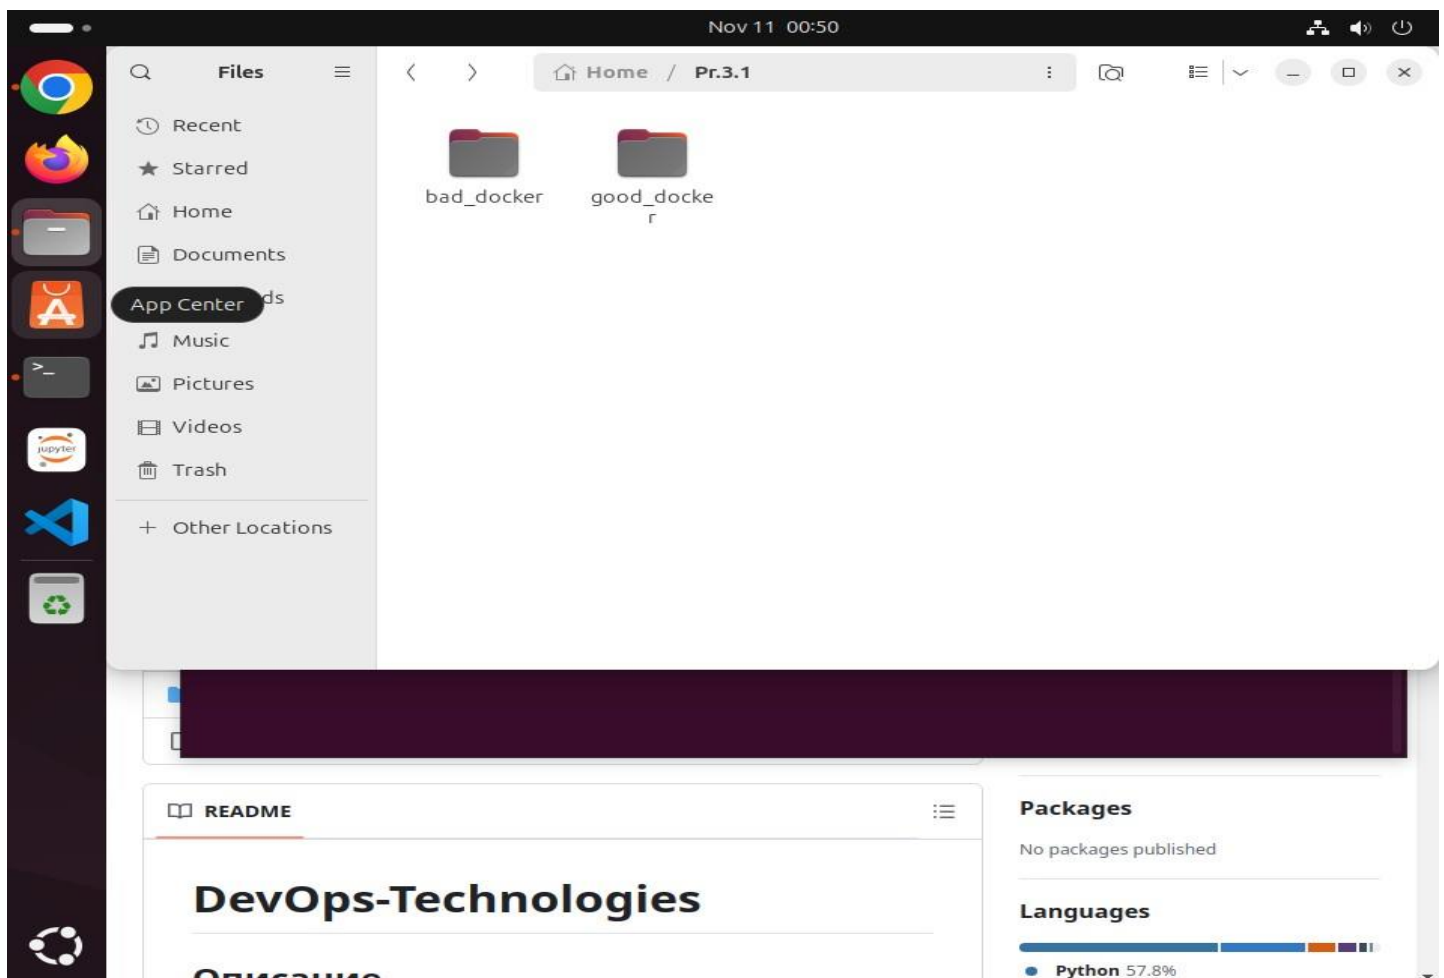 Nov 11 00:50
Files
Home / Pr.3.1
Recent
Starred
Home
Documents
App Center
ds
Music
Pictures
Videos
Trash
+ Other Locations
bad_docker
good_docke
r
>_
jupyter
README
DevOps-Technologies
Описание
Packages
No packages published
Languages
Python 57.8%